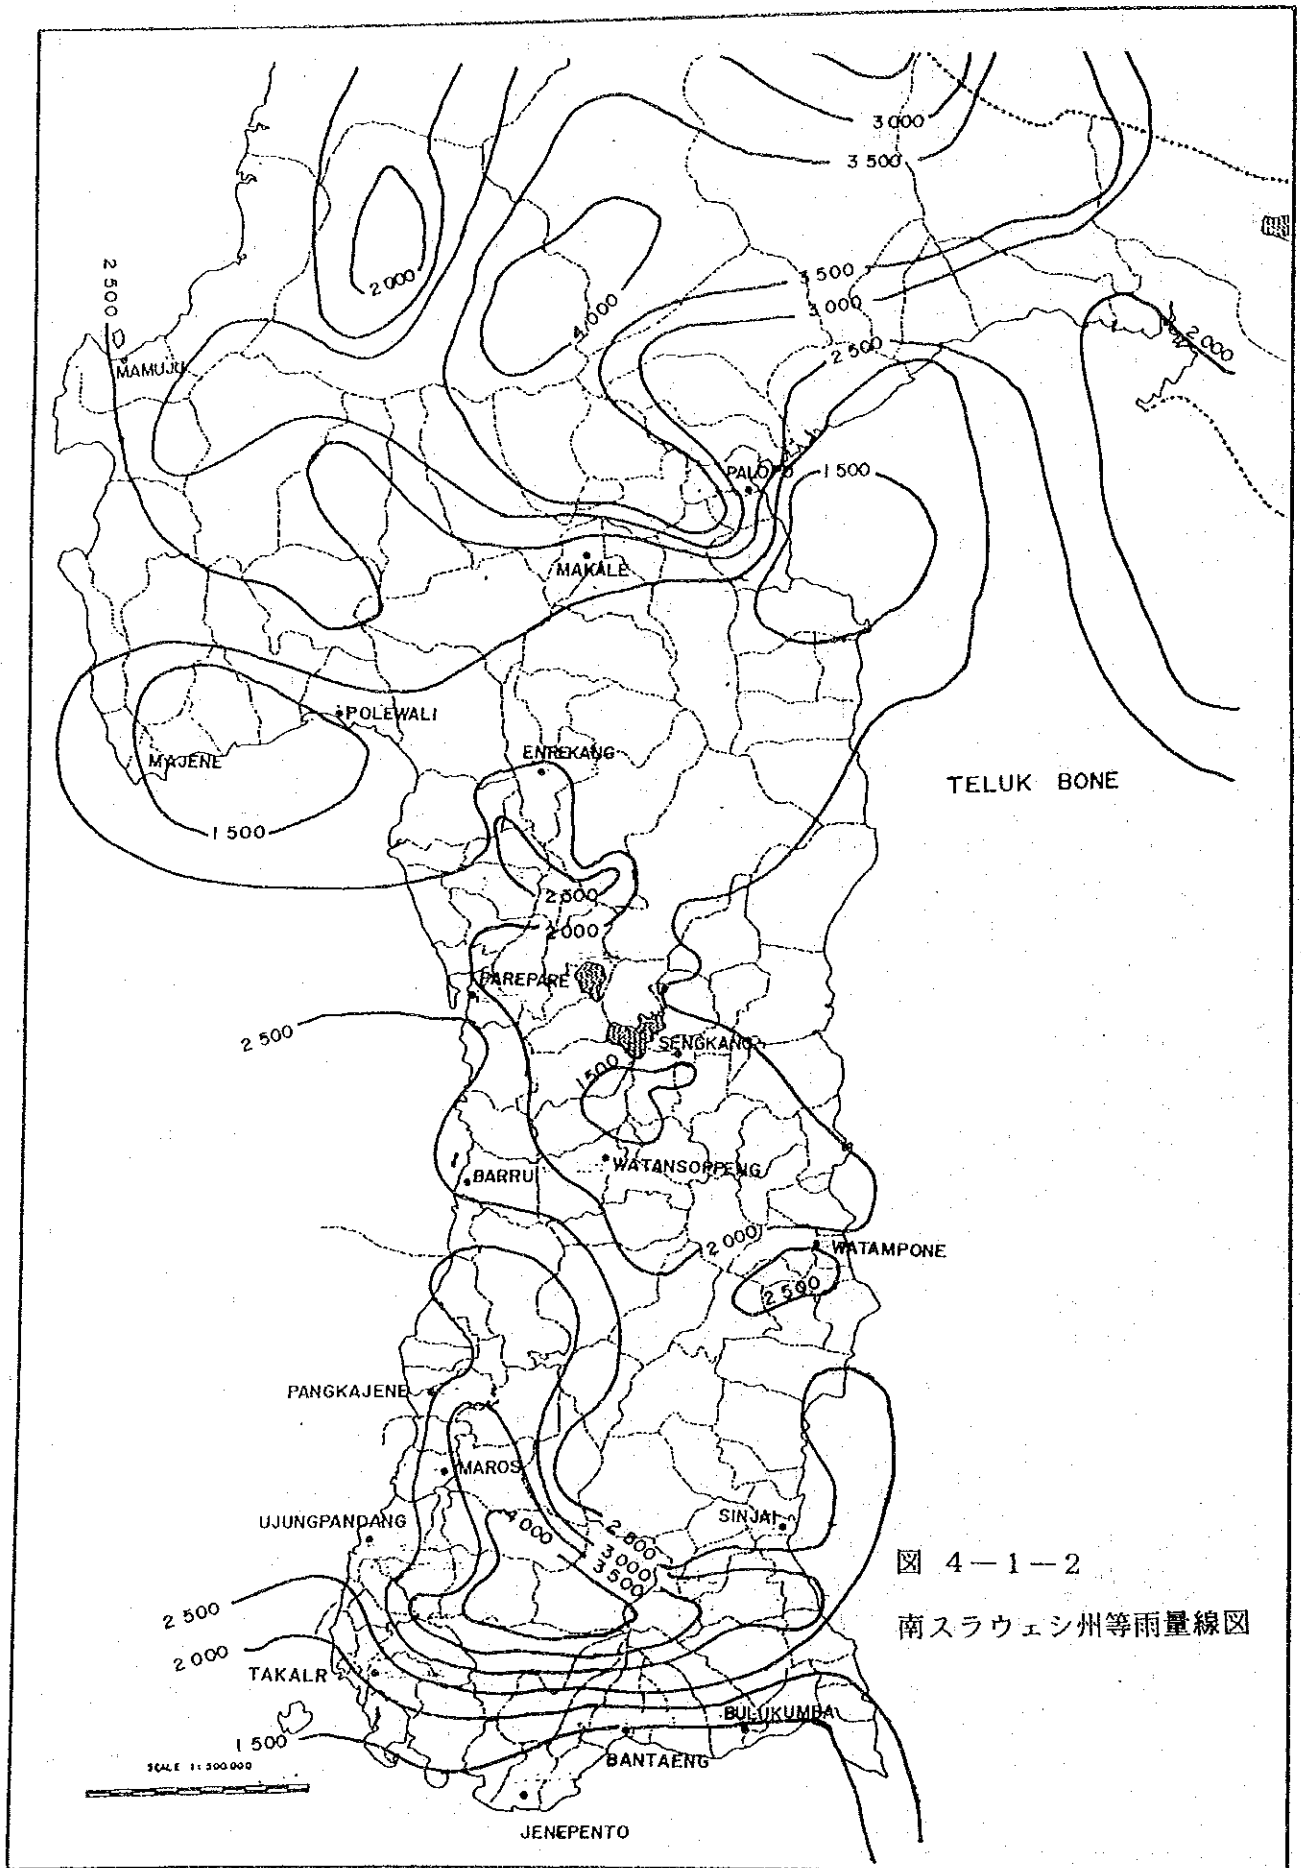 3 000
3 500
2 500
2 000
3 500
4 000
3 000
2 000
2 500
MAMUJU
PALOPO
1 500
MAKALE
POLEWALI
ENREKANG
MAJENE
TELUK BONE
1 500
2 500
2 000
PAREPARE
2 500
SENGKANG
1500
WATANSOPPENG
BARRU
2 000
WATAMPONE
2 500
PANGKAJENE
MAROS
4 000
2 500
SINJAI
UJUNGPANDANG
3 000
3 500
図 4-1-2
2 500
南スラウェシ州等雨量線図
2 000
TAKALR
BULUKUMBA
1 500
BANTAENG
SCALE 1: 500.000
JENEPENTO